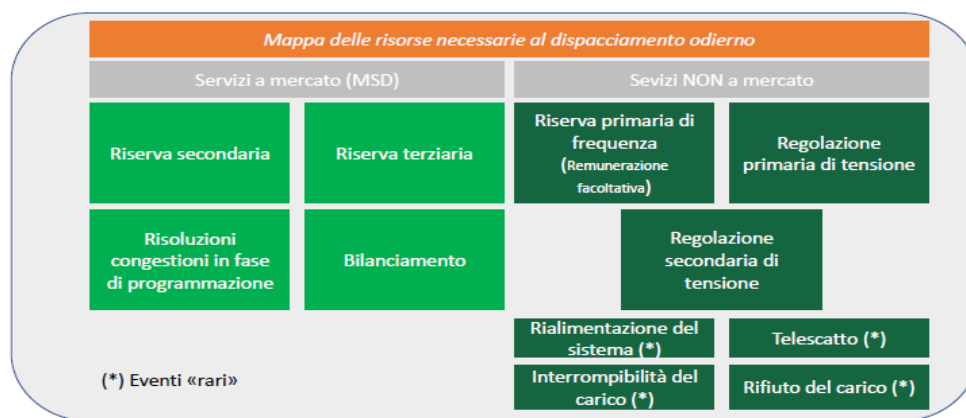 Mappa delle risorse necessarie al dispacciamento odierno
Servizi a mercato (MSD)
Sevizi NON a mercato
Riserva secondaria
Riserva terziaria
Riserva primaria di
frequenza
(Remunerazione
facoltativa)
Regolazione
primaria di tensione
Risoluzioni
congestioni in fase
di programmazione
Bilanciamento
Regolazione
secondaria di
tensione
Rialimentazione del
sistema (*)
Telescatto (*)
(*) Eventi «rari»
Interrompibilità del
carico (*)
Rifiuto del carico (*)